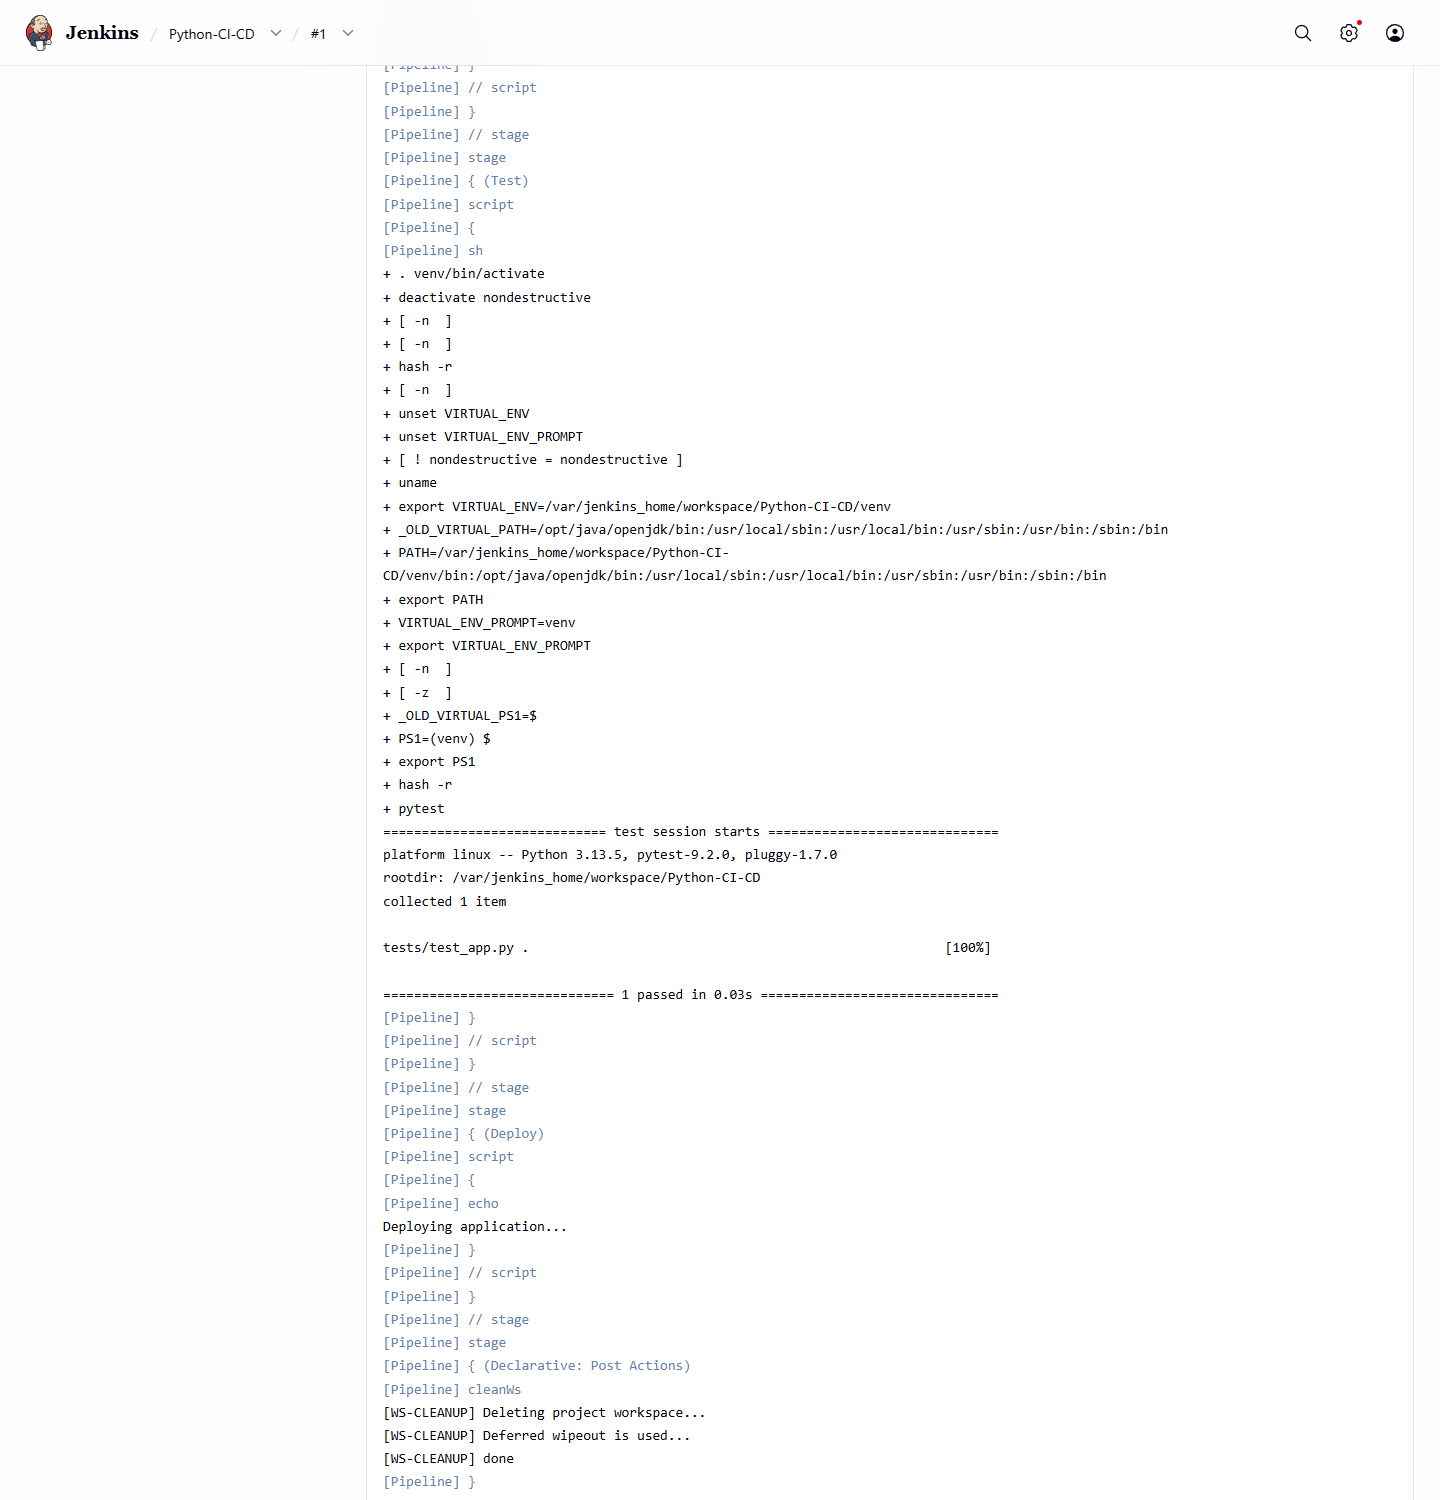 Jenkins / Python-CI-CD / #1
[Pipeline] }
[Pipeline] // script
[Pipeline] }
[Pipeline] // stage
[Pipeline] stage
[Pipeline] { (Test)
[Pipeline] script
[Pipeline] {
[Pipeline] sh
+ . venv/bin/activate
+ deactivate nondestructive
+ [ -n  ]
+ [ -n  ]
+ hash -r
+ [ -n  ]
+ unset VIRTUAL_ENV
+ unset VIRTUAL_ENV_PROMPT
+ [ ! nondestructive = nondestructive ]
+ uname
+ export VIRTUAL_ENV=/var/jenkins_home/workspace/Python-CI-CD/venv
+ _OLD_VIRTUAL_PATH=/opt/java/openjdk/bin:/usr/local/sbin:/usr/local/bin:/usr/sbin:/usr/bin:/sbin:/bin
+ PATH=/var/jenkins_home/workspace/Python-CI-
CD/venv/bin:/opt/java/openjdk/bin:/usr/local/sbin:/usr/local/bin:/usr/sbin:/usr/bin:/sbin:/bin
+ export PATH
+ VIRTUAL_ENV_PROMPT=venv
+ export VIRTUAL_ENV_PROMPT
+ [ -n  ]
+ [ -z  ]
+ _OLD_VIRTUAL_PS1=$
+ PS1=(venv) $
+ export PS1
+ hash -r
+ pytest
============================= test session starts ==============================
platform linux -- Python 3.13.5, pytest-9.2.0, pluggy-1.7.0
rootdir: /var/jenkins_home/workspace/Python-CI-CD
collected 1 item
tests/test_app.py .                                                      [100%]
============================== 1 passed in 0.03s ===============================
[Pipeline] }
[Pipeline] // script
[Pipeline] }
[Pipeline] // stage
[Pipeline] stage
[Pipeline] { (Deploy)
[Pipeline] script
[Pipeline] {
[Pipeline] echo
Deploying application...
[Pipeline] }
[Pipeline] // script
[Pipeline] }
[Pipeline] // stage
[Pipeline] stage
[Pipeline] { (Declarative: Post Actions)
[Pipeline] cleanWs
[WS-CLEANUP] Deleting project workspace...
[WS-CLEANUP] Deferred wipeout is used...
[WS-CLEANUP] done
[Pipeline] }